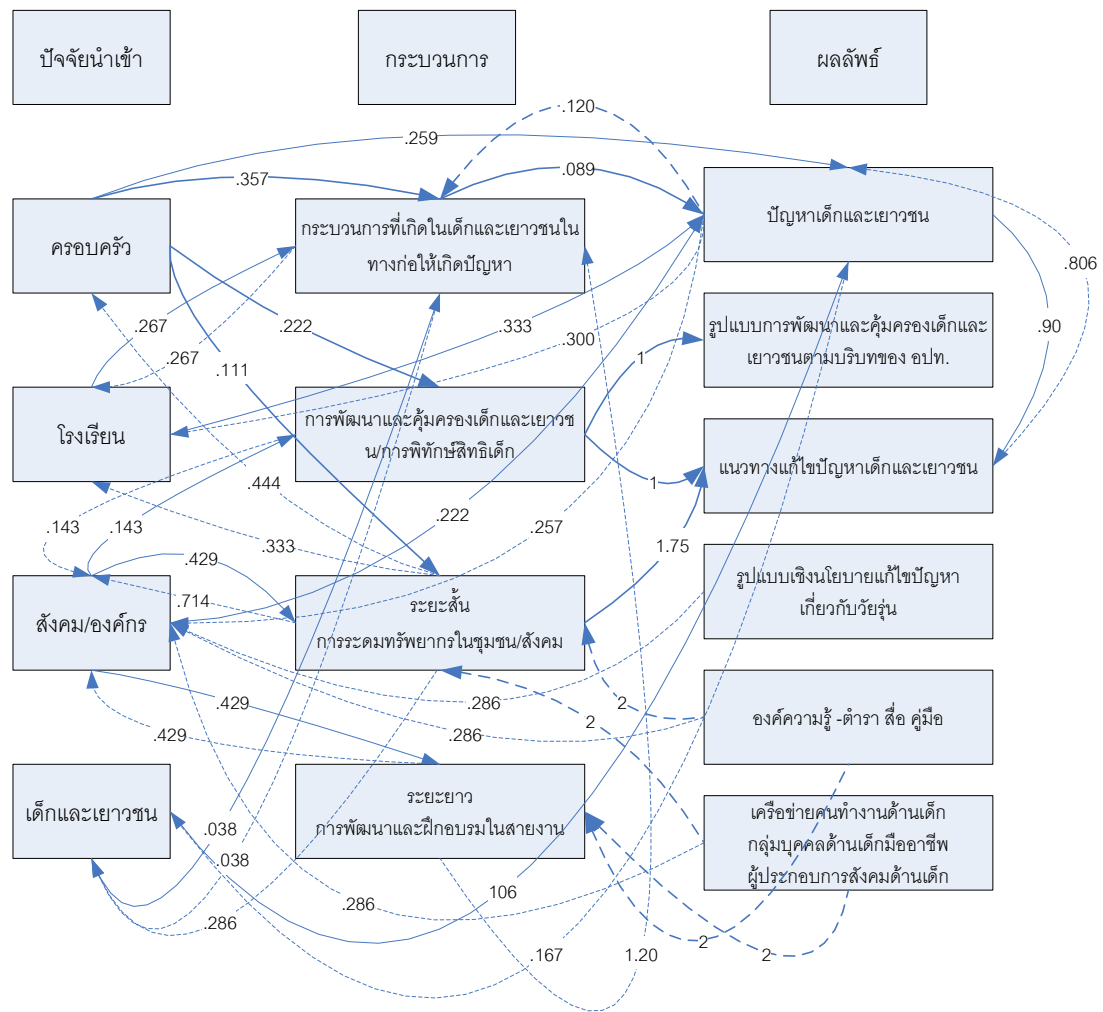 ปัจจัยนำเข้า
กระบวนการ
ผลลัพธ์
.120
.259
.357
.089
ครอบครัว
กระบวนการที่เกิดในเด็กและเยาวชนใน
ทางก่อให้เกิดปัญหา
ปัญหาเด็กและเยาวชน
.806
.267
.222
.333
.90
.267
.111
.300
1
รูปแบบการพัฒนาและคุ้มครองเด็กและ
เยาวชนตามบริบทของ อปท.
โรงเรียน
การพัฒนาและคุ้มครองเด็กและเยาวช
น/การพิทักษ์สิทธิเด็ก
แนวทางแก้ไขปัญหาเด็กและเยาวชน
.444
1
.143
.143
.222
.257
.429
.333
1.75
.714
สังคม/องค์กร
ระยะสั้น
การระดมทรัพยากรในชุมชน/สังคม
รูปแบบเชิงนโยบายแก้ไขปัญหา
เกี่ยวกับวัยรุ่น
.429
.286
2
2
.429
.286
องค์ความรู้ -ตำรา สื่อ คู่มือ
เด็กและเยาวชน
ระยะยาว
การพัฒนาและฝึกอบรมในสายงาน
เครือข่ายคนทำงานด้านเด็ก
กลุ่มบุคคลด้านเด็กมืออาชีพ
ผู้ประกอบการสังคมด้านเด็ก
.038
.038
106
.286
.286
.167
1.20
2
2